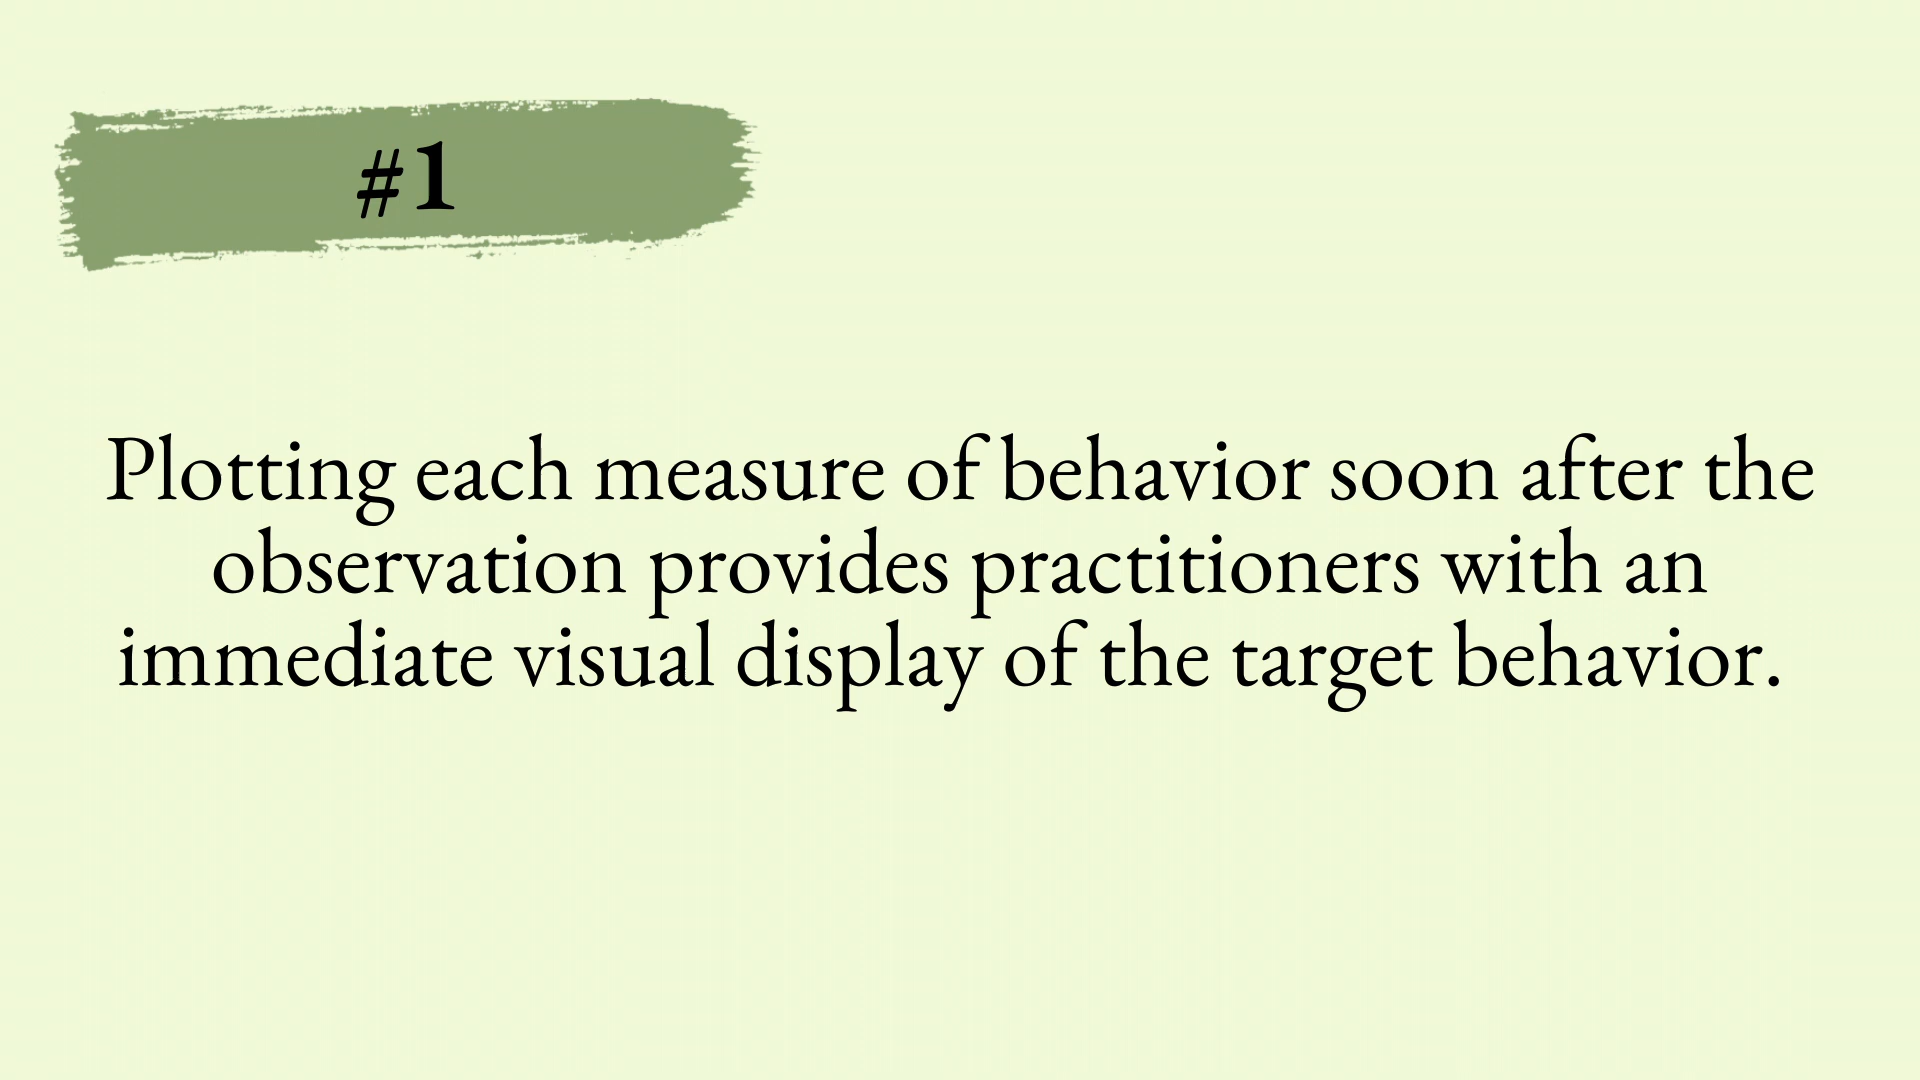 #1
Plotting each measure of behavior soon after the
observation provides practitioners with an
immediate visual display of the target behavior.